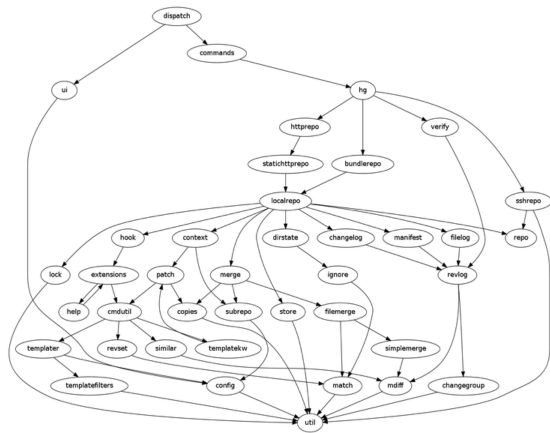 dispatch
commands
ui
hg
httprepo
verify
statichttprepo
bundlerepo
localrepo
sshrepo
hook
context
dirstate
changelog
manifest
filelog
repo
lock
extensions
patch
merge
ignore
revlog
help
cmdutil
copies
subrepo
store
filemerge
templater
revset
similar
templatekw
simplemerge
templatefilters
config
match
mdiff
changegroup
util